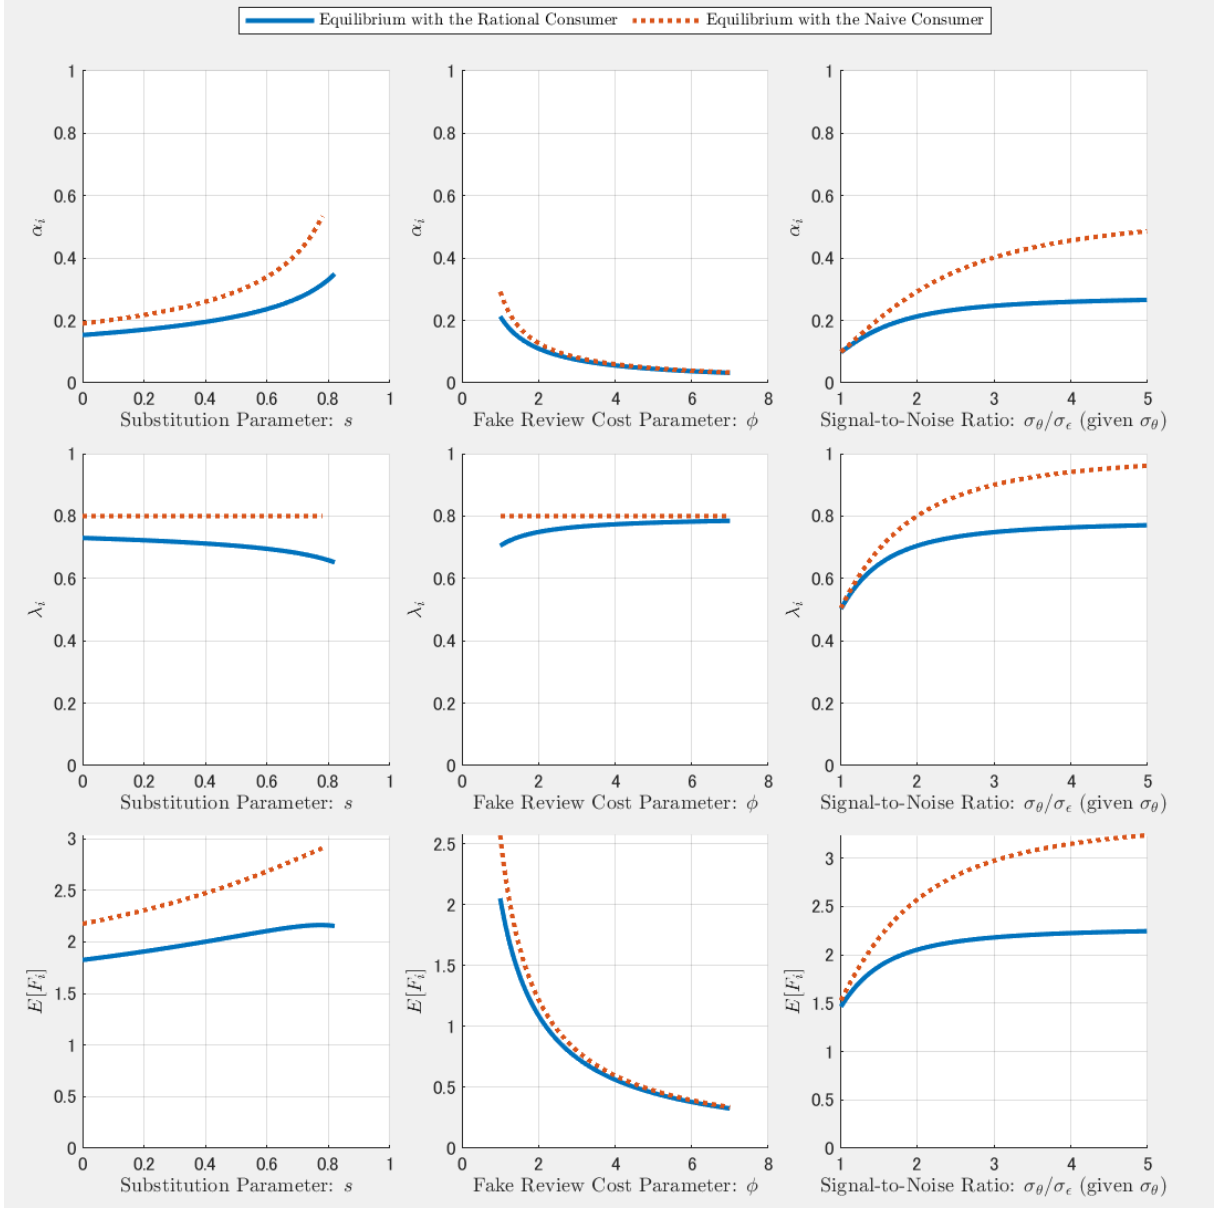 Equilibrium with the Rational Consumer Equilibrium with the Naive Consumer
1 0.8 0.6 0.4 0.2 0
α_i
0 0.2 0.4 0.6 0.8 1
Substitution Parameter: s
1 0.8 0.6 0.4 0.2 0
α_i
0 2 4 6 8
Fake Review Cost Parameter: ϕ
1 0.8 0.6 0.4 0.2 0
α_i
1 2 3 4 5
Signal-to-Noise Ratio: σ_θ/σ_ϵ (given σ_θ)
1 0.8 0.6 0.4 0.2 0
λ_i
0 0.2 0.4 0.6 0.8 1
Substitution Parameter: s
1 0.8 0.6 0.4 0.2 0
λ_i
0 2 4 6 8
Fake Review Cost Parameter: ϕ
1 0.8 0.6 0.4 0.2 0
λ_i
1 2 3 4 5
Signal-to-Noise Ratio: σ_θ/σ_ϵ (given σ_θ)
3 2.5 2 1.5 1 0.5 0
E[F_i]
0 0.2 0.4 0.6 0.8 1
Substitution Parameter: s
2.5 2 1.5 1 0.5 0
E[F_i]
0 2 4 6 8
Fake Review Cost Parameter: ϕ
3 2.5 2 1.5 1 0.5 0
E[F_i]
1 2 3 4 5
Signal-to-Noise Ratio: σ_θ/σ_ϵ (given σ_θ)